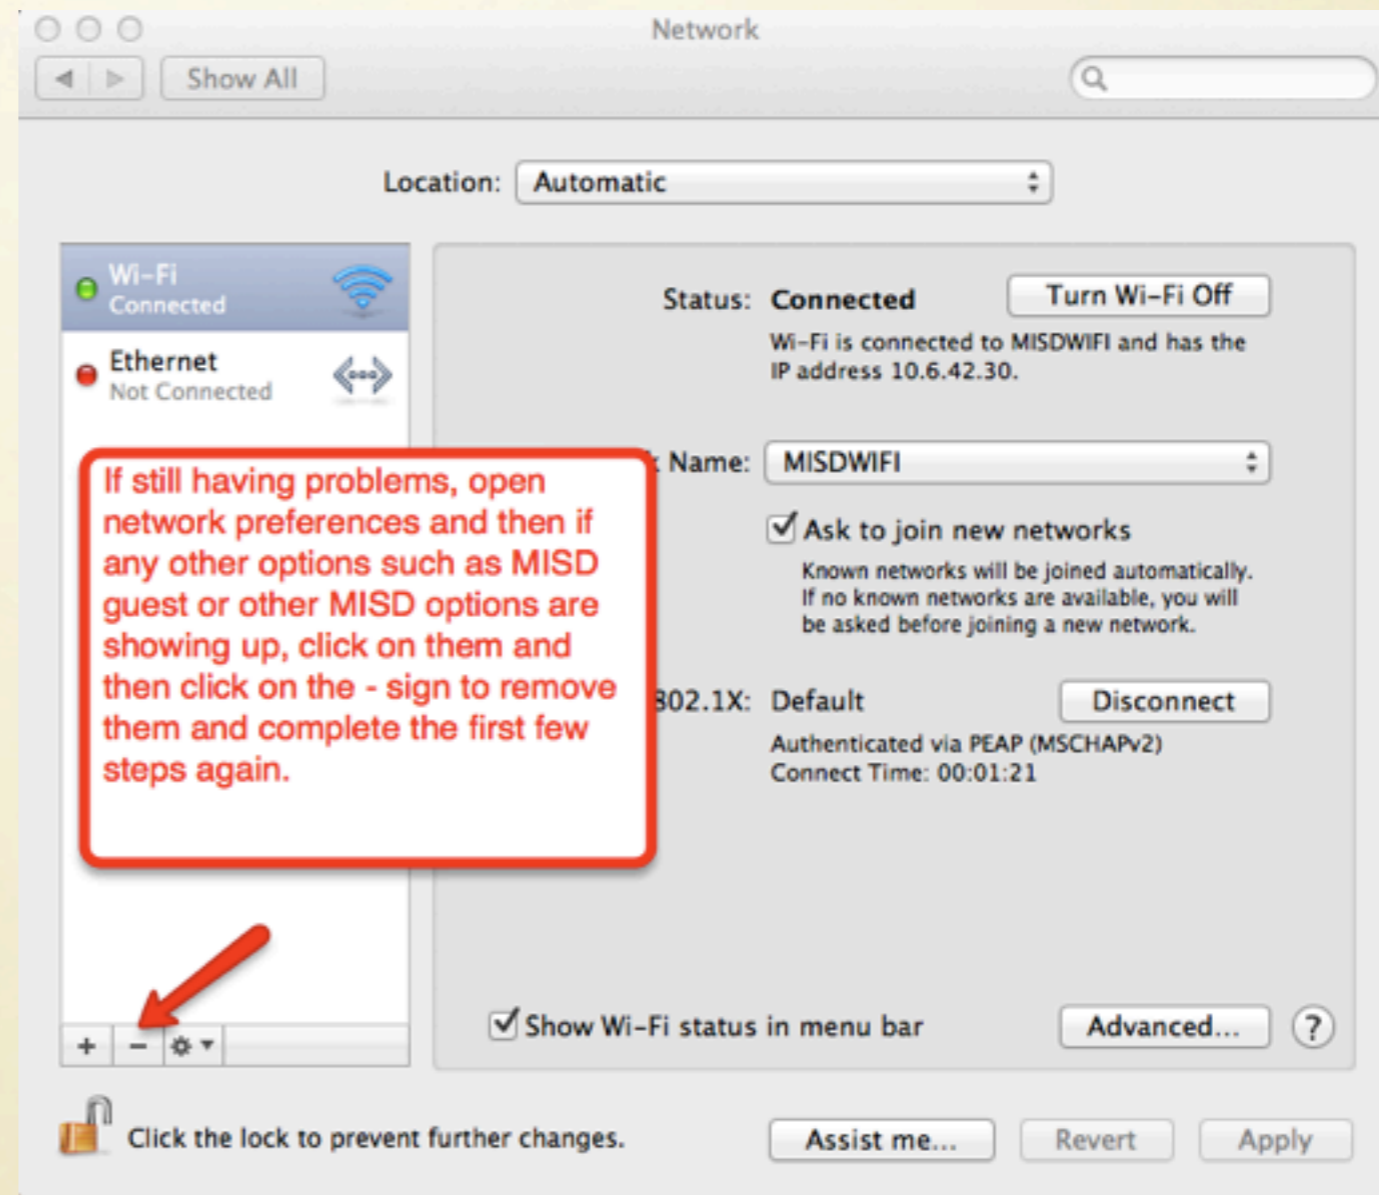 Network
Show All
Location: Automatic
Wi-Fi
Connected
Ethernet
Not Connected
If still having problems, open
network preferences and then if
any other options such as MISD
guest or other MISD options are
showing up, click on them and
then click on the - sign to remove
them and complete the first few
steps again.
Status: Connected
Turn Wi-Fi Off
Wi-Fi is connected to MISDWIFI and has the
IP address 10.6.42.30.
Name: MISDWIFI
Ask to join new networks
Known networks will be joined automatically.
If no known networks are available, you will
be asked before joining a new network.
802.1X: Default
Disconnect
Authenticated via PEAP (MSCHAPv2)
Connect Time: 00:01:21
+ -
Show Wi-Fi status in menu bar
Advanced... ?
Click the lock to prevent further changes.
Assist me... Revert Apply